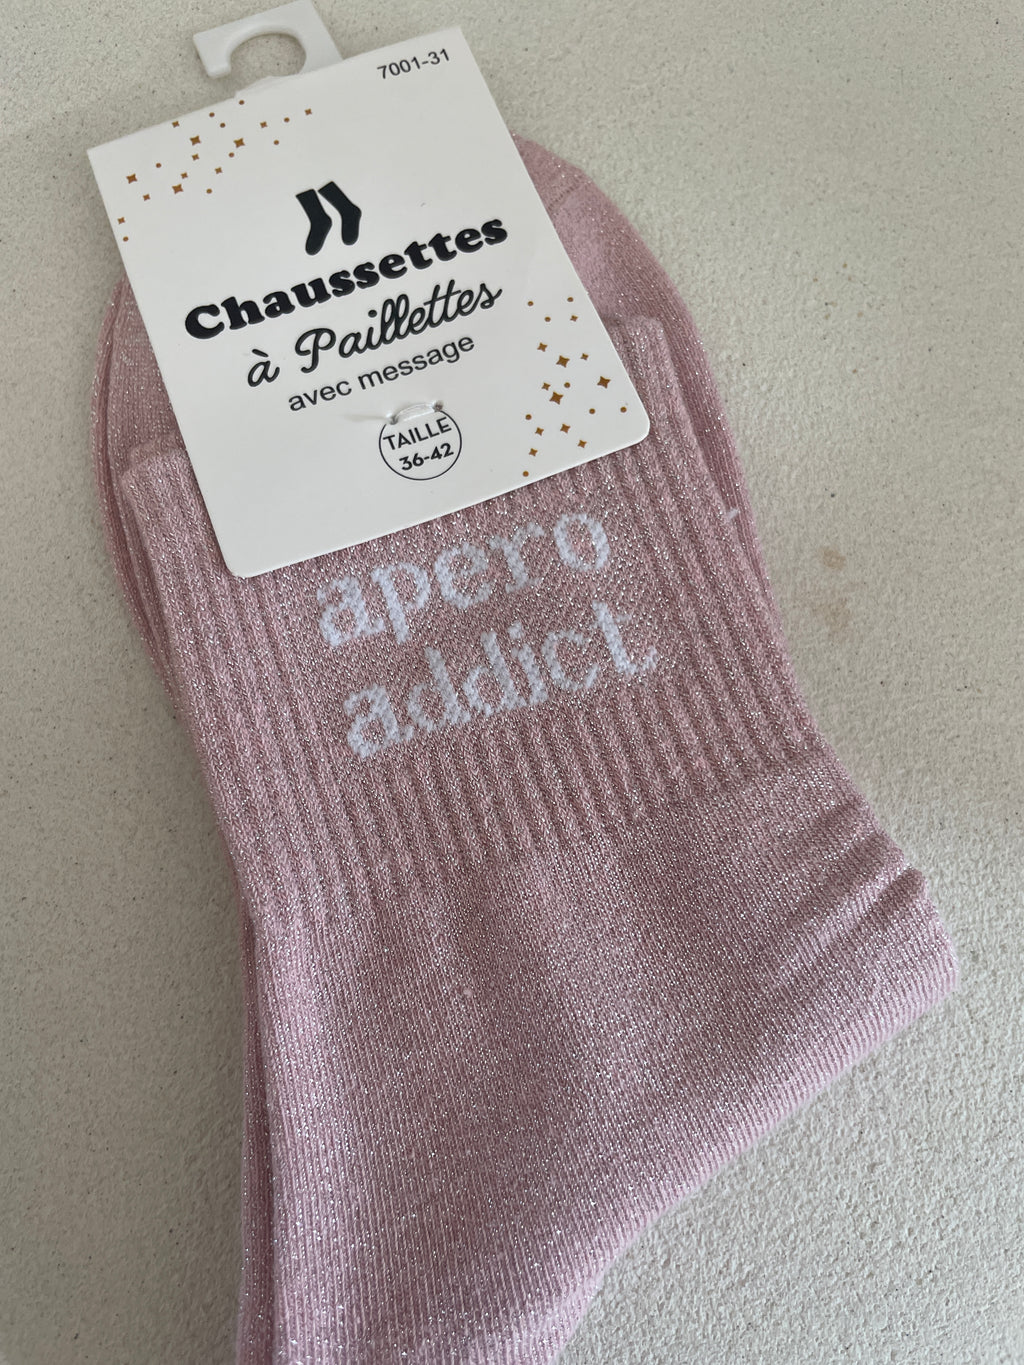 7001-31
Chaussettes
à Paillettes
avec message
TAILLE
36-42
apero
addict